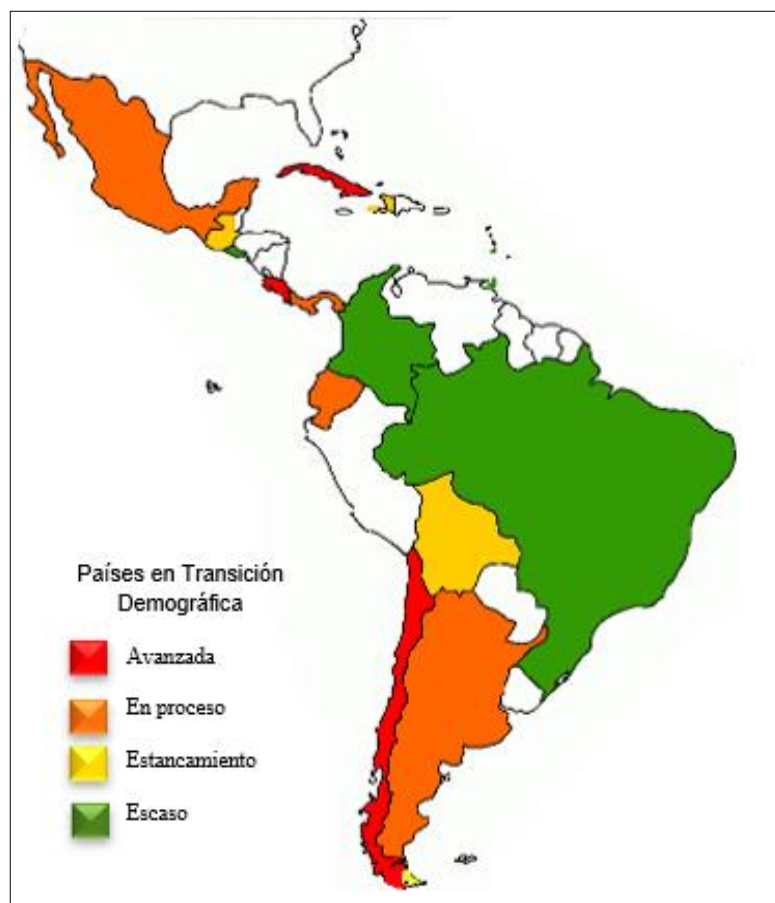 Países en Transición
Demográfica
Avanzada
En proceso
Estancamiento
Escaso